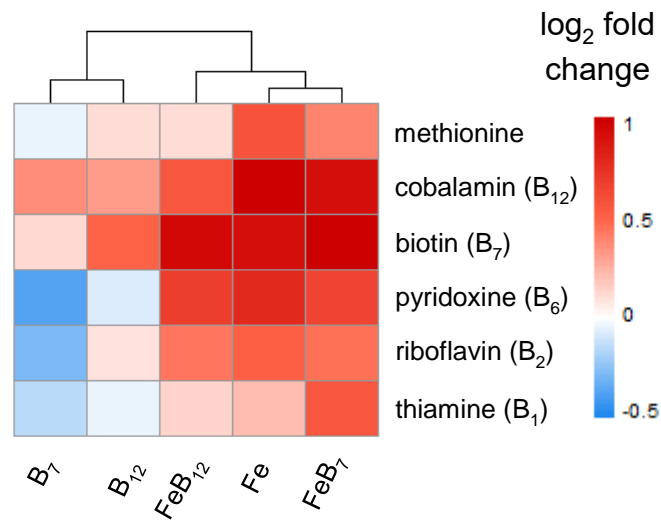 log₂ fold
change
methionine
cobalamin (B₁₂)
biotin (B₇)
pyridoxine (B₆)
riboflavin (B₂)
thiamine (B₁)
1
0.5
0
-0.5
B₇
B₁₂
FeB₁₂
Fe
FeB₇